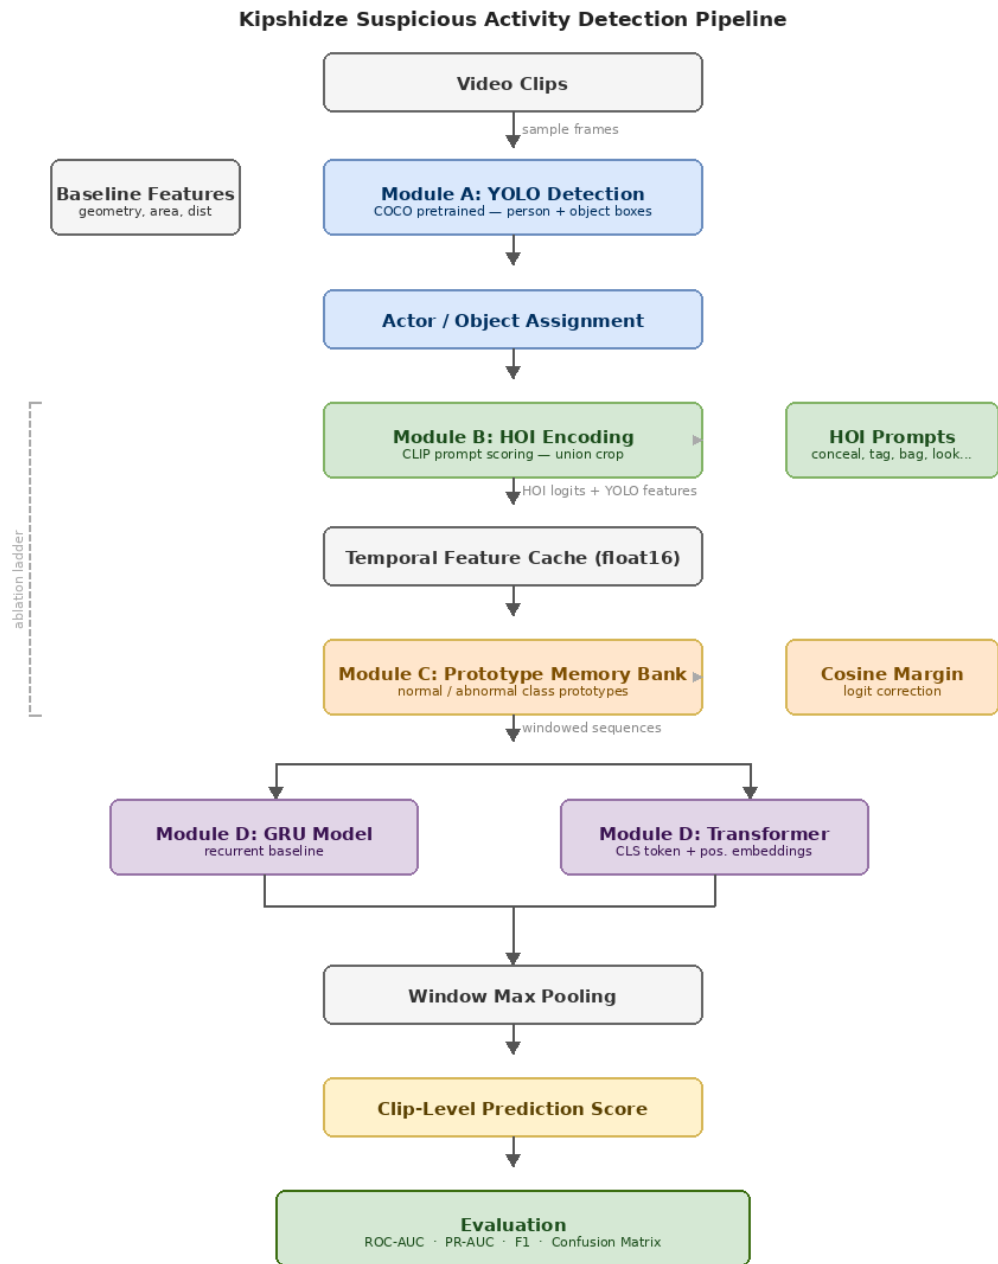 Kipshidze Suspicious Activity Detection Pipeline
Video Clips
sample frames
Baseline Features
geometry, area, dist
Module A: YOLO Detection
COCO pretrained — person + object boxes
Actor / Object Assignment
ablation ladder
Module B: HOI Encoding
CLIP prompt scoring — union crop
HOI Prompts
conceal, tag, bag, look...
HOI logits + YOLO features
Temporal Feature Cache (float16)
Module C: Prototype Memory Bank
normal / abnormal class prototypes
Cosine Margin
logit correction
windowed sequences
Module D: GRU Model
recurrent baseline
Module D: Transformer
CLS token + pos. embeddings
Window Max Pooling
Clip-Level Prediction Score
Evaluation
ROC-AUC · PR-AUC · F1 · Confusion Matrix